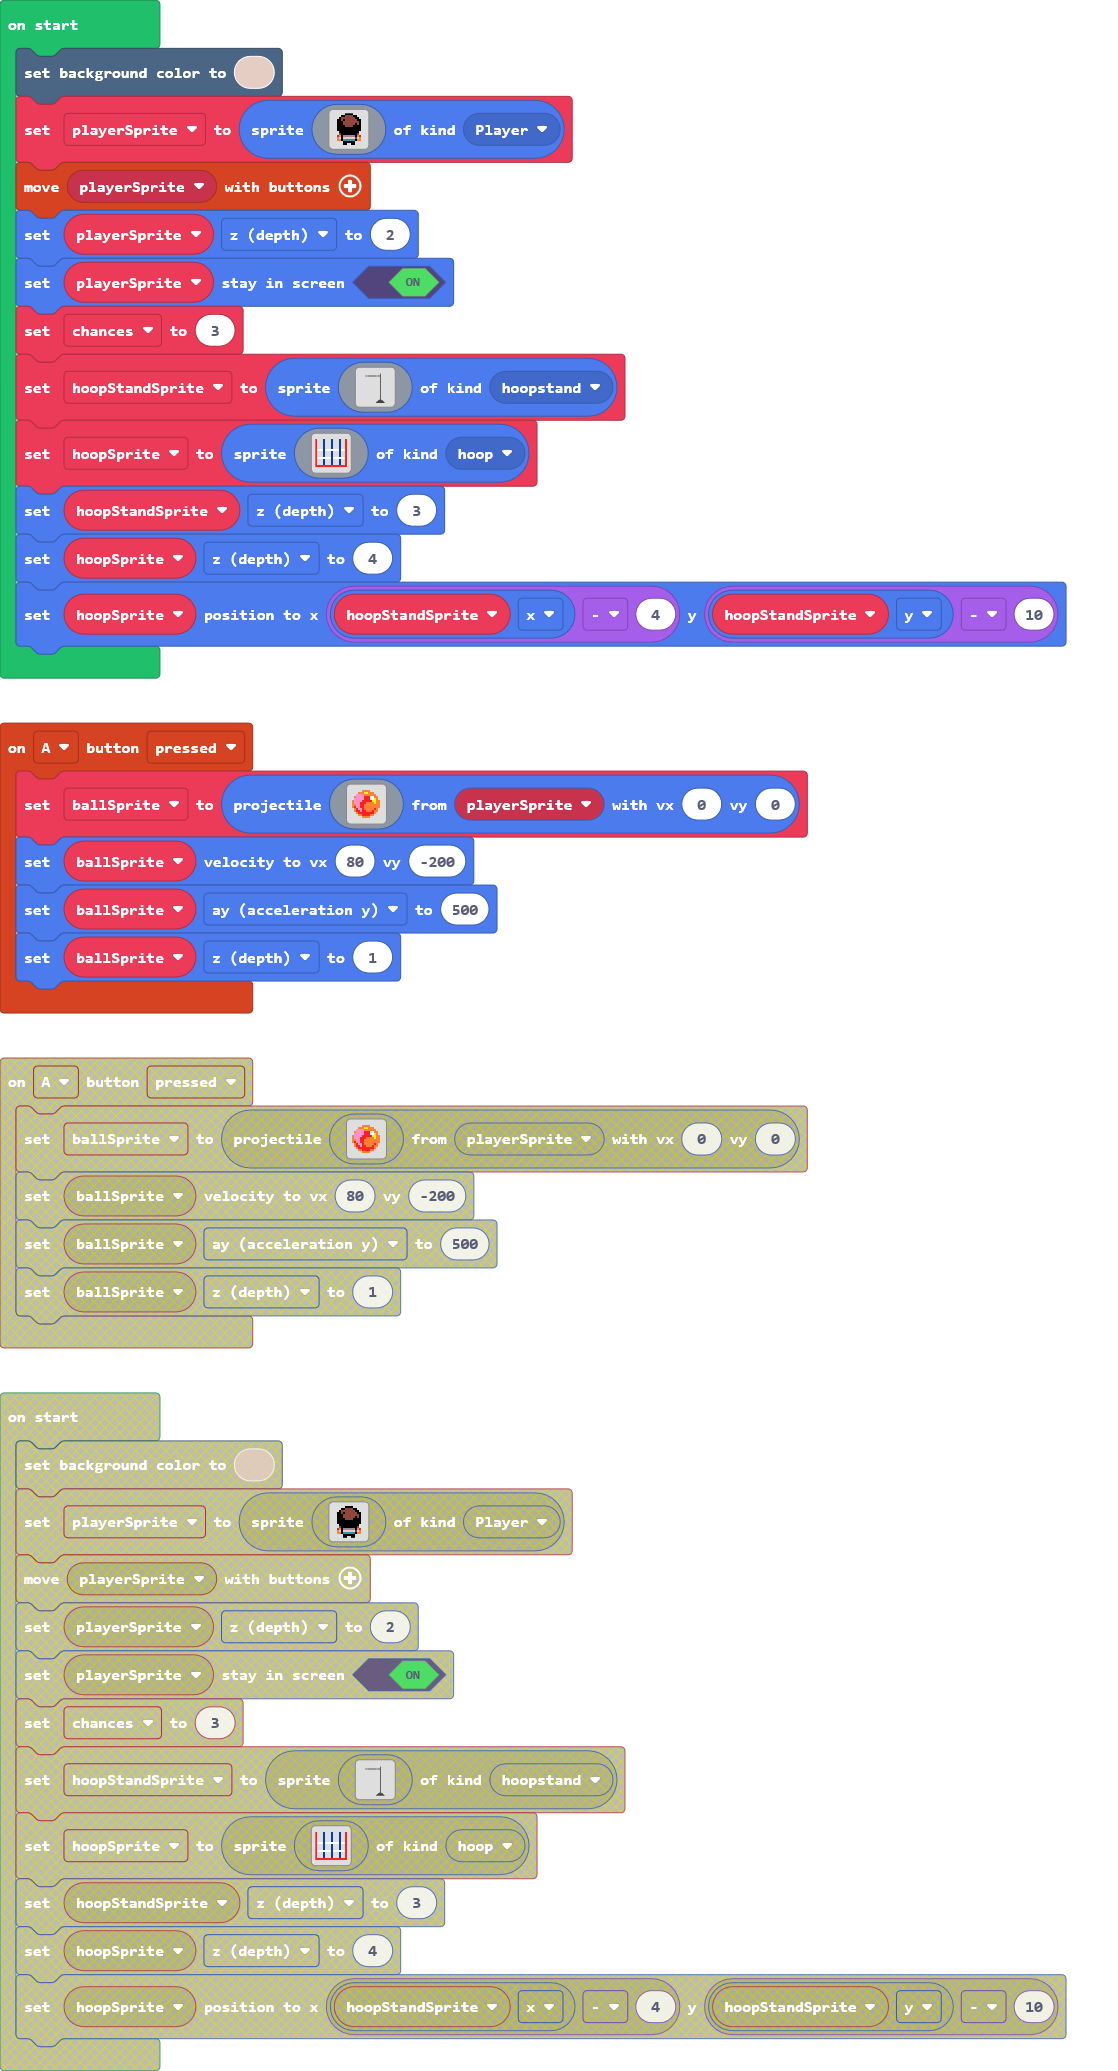 on start
set background color to
set playerSprite to sprite of kind Player
move playerSprite with buttons
set playerSprite z (depth) to 2
set playerSprite stay in screen ON
set chances to 3
set hoopStandSprite to sprite of kind hoopstand
set hoopSprite to sprite of kind hoop
set hoopStandSprite z (depth) to 3
set hoopSprite z (depth) to 4
set hoopSprite position to x hoopStandSprite x - 4 y hoopStandSprite y - 10
on A button pressed
set ballSprite to projectile from playerSprite with vx 0 vy 0
set ballSprite velocity to vx 80 vy -200
set ballSprite ay (acceleration y) to 500
set ballSprite z (depth) to 1
on A button pressed
set ballSprite to projectile from playerSprite with vx 0 vy 0
set ballSprite velocity to vx 80 vy -200
set ballSprite ay (acceleration y) to 500
set ballSprite z (depth) to 1
on start
set background color to
set playerSprite to sprite of kind Player
move playerSprite with buttons
set playerSprite z (depth) to 2
set playerSprite stay in screen ON
set chances to 3
set hoopStandSprite to sprite of kind hoopstand
set hoopSprite to sprite of kind hoop
set hoopStandSprite z (depth) to 3
set hoopSprite z (depth) to 4
set hoopSprite position to x hoopStandSprite x - 4 y hoopStandSprite y - 10